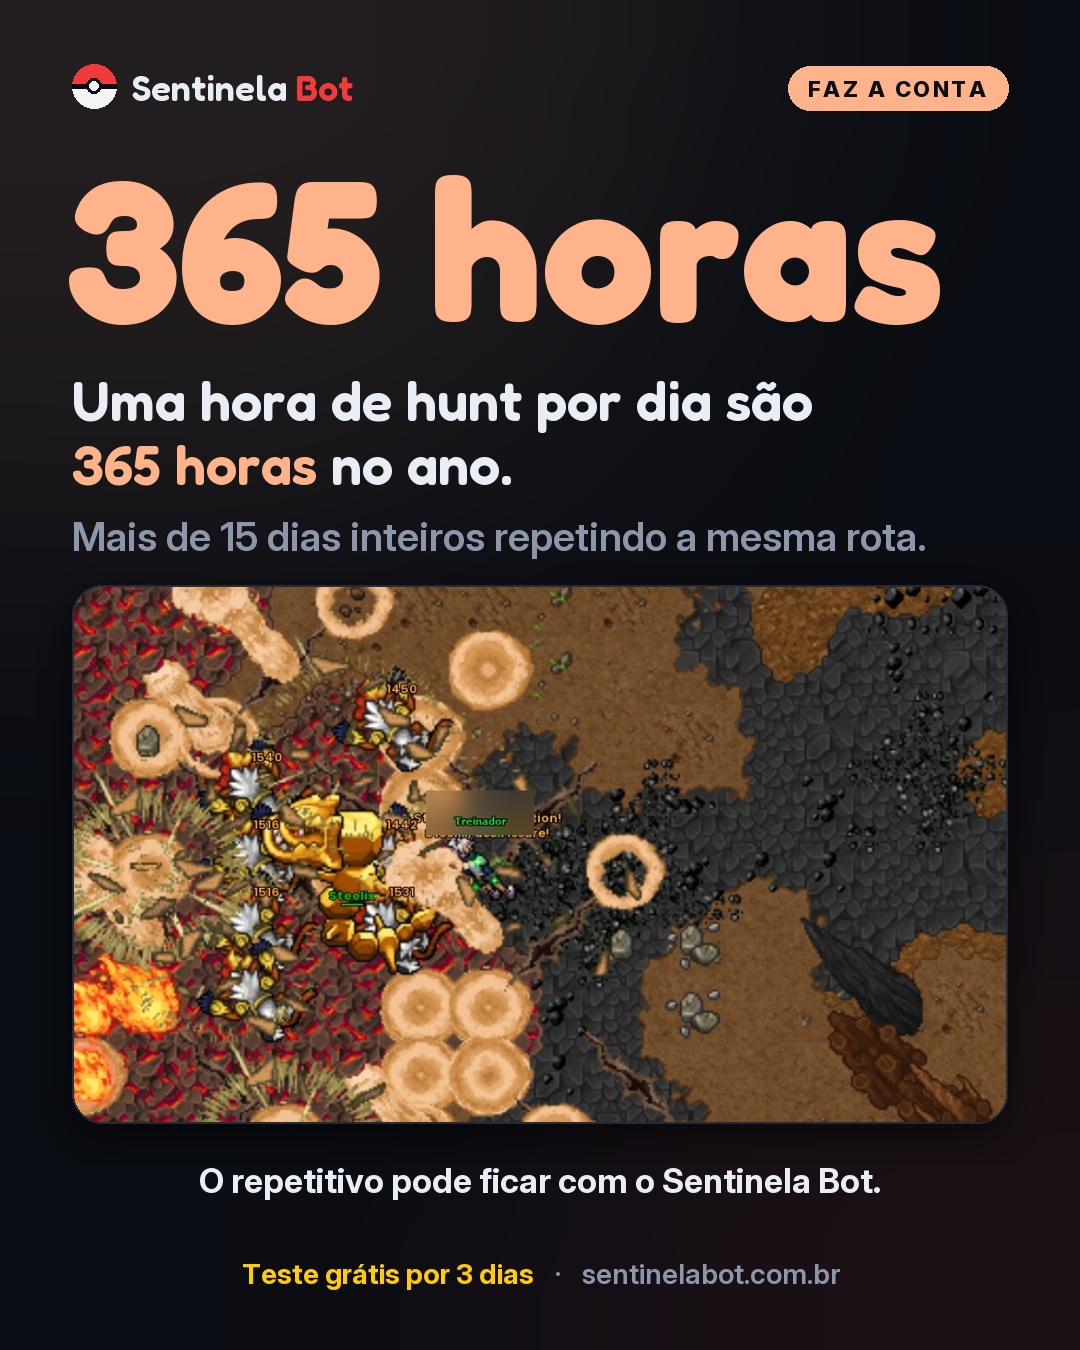 Sentinela Bot
FAZ A CONTA
365 horas
Uma hora de hunt por dia são
365 horas no ano.
Mais de 15 dias inteiros repetindo a mesma rota.
1450
1540
1516
1442
Treinador
tion!
1516
Steelix
1531
O repetitivo pode ficar com o Sentinela Bot.
Teste grátis por 3 dias · sentinelabot.com.br